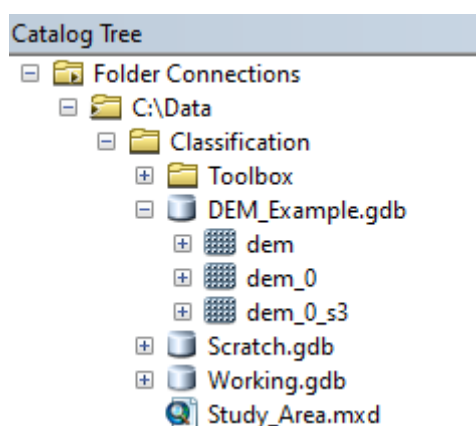 Catalog Tree
Folder Connections
C:\Data
Classification
Toolbox
DEM_Example.gdb
dem
dem_0
dem_0_s3
Scratch.gdb
Working.gdb
Study_Area.mxd